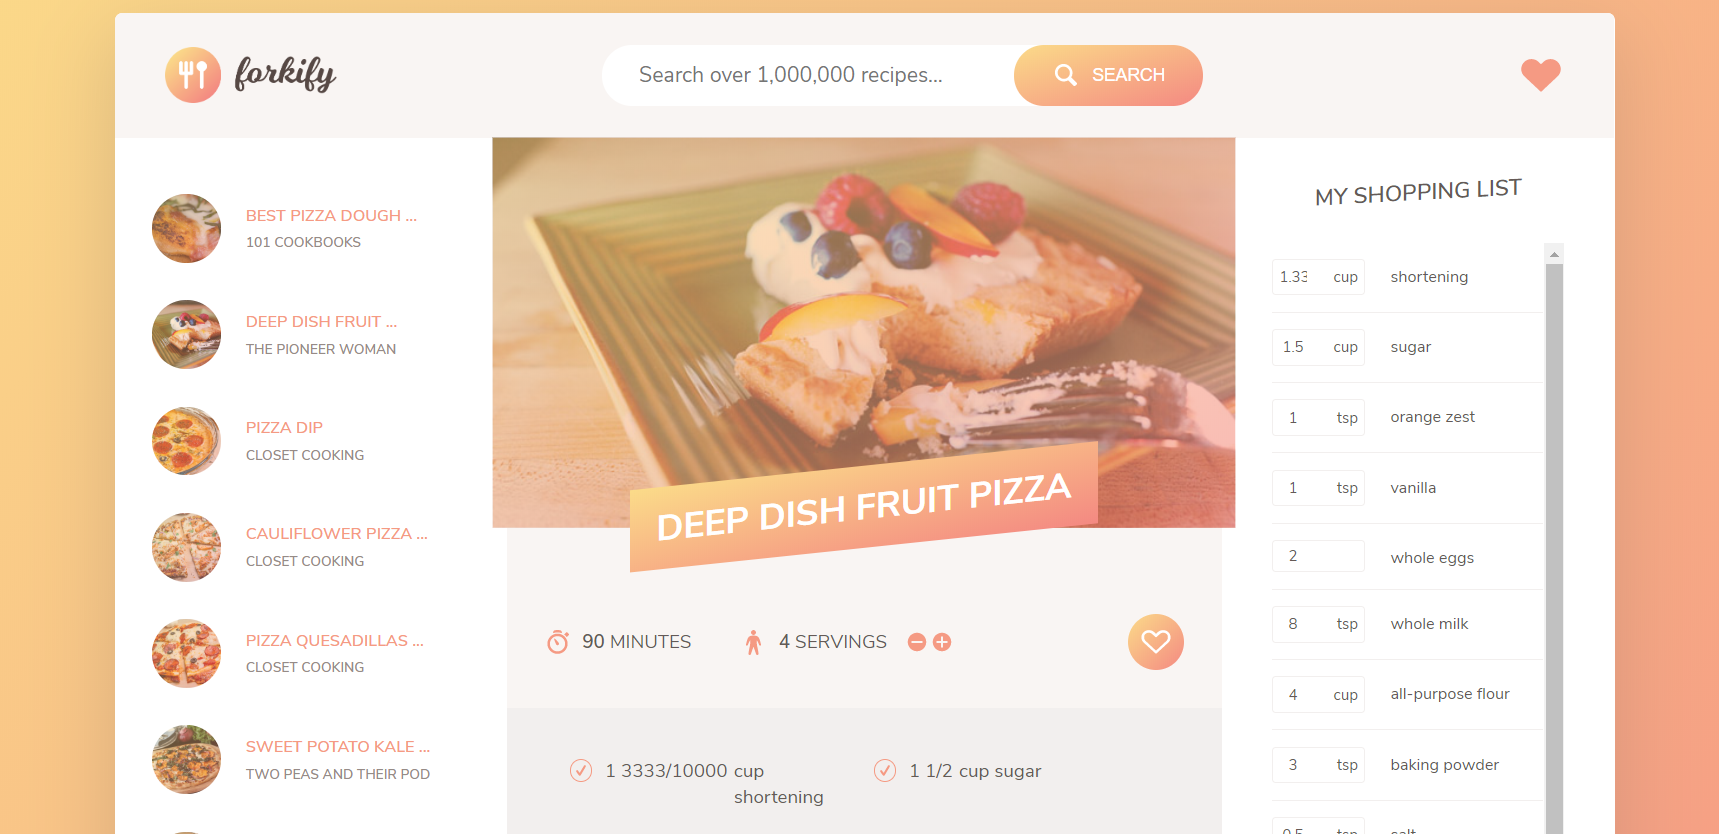 forkify
Search over 1,000,000 recipes...
SEARCH
BEST PIZZA DOUGH ...
101 COOKBOOKS
DEEP DISH FRUIT ...
THE PIONEER WOMAN
PIZZA DIP
CLOSET COOKING
CAULIFLOWER PIZZA ...
CLOSET COOKING
PIZZA QUESADILLAS ...
CLOSET COOKING
SWEET POTATO KALE ...
TWO PEAS AND THEIR POD
DEEP DISH FRUIT PIZZA
90 MINUTES
4 SERVINGS
1 3333/10000 cup
shortening
1 1/2 cup sugar
MY SHOPPING LIST
1.33 cup shortening
1.5 cup sugar
1 tsp orange zest
1 tsp vanilla
2 whole eggs
8 tsp whole milk
4 cup all-purpose flour
3 tsp baking powder
0.5 tsp salt